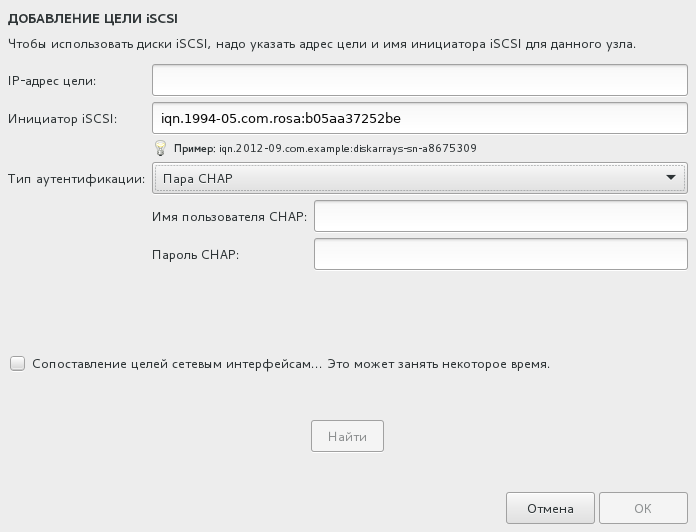 ДОБАВЛЕНИЕ ЦЕЛИ iSCSI
Чтобы использовать диски iSCSI, надо указать адрес цели и имя инициатора iSCSI для данного узла.
IP-адрес цели:
Инициатор iSCSI: iqn.1994-05.com.rosa:b05aa37252be
Пример: iqn.2012-09.com.example:diskarrays-sn-a8675309
Тип аутентификации: Пара CHAP
Имя пользователя CHAP:
Пароль CHAP:
Сопоставление целей сетевым интерфейсам... Это может занять некоторое время.
Найти
Отмена OK